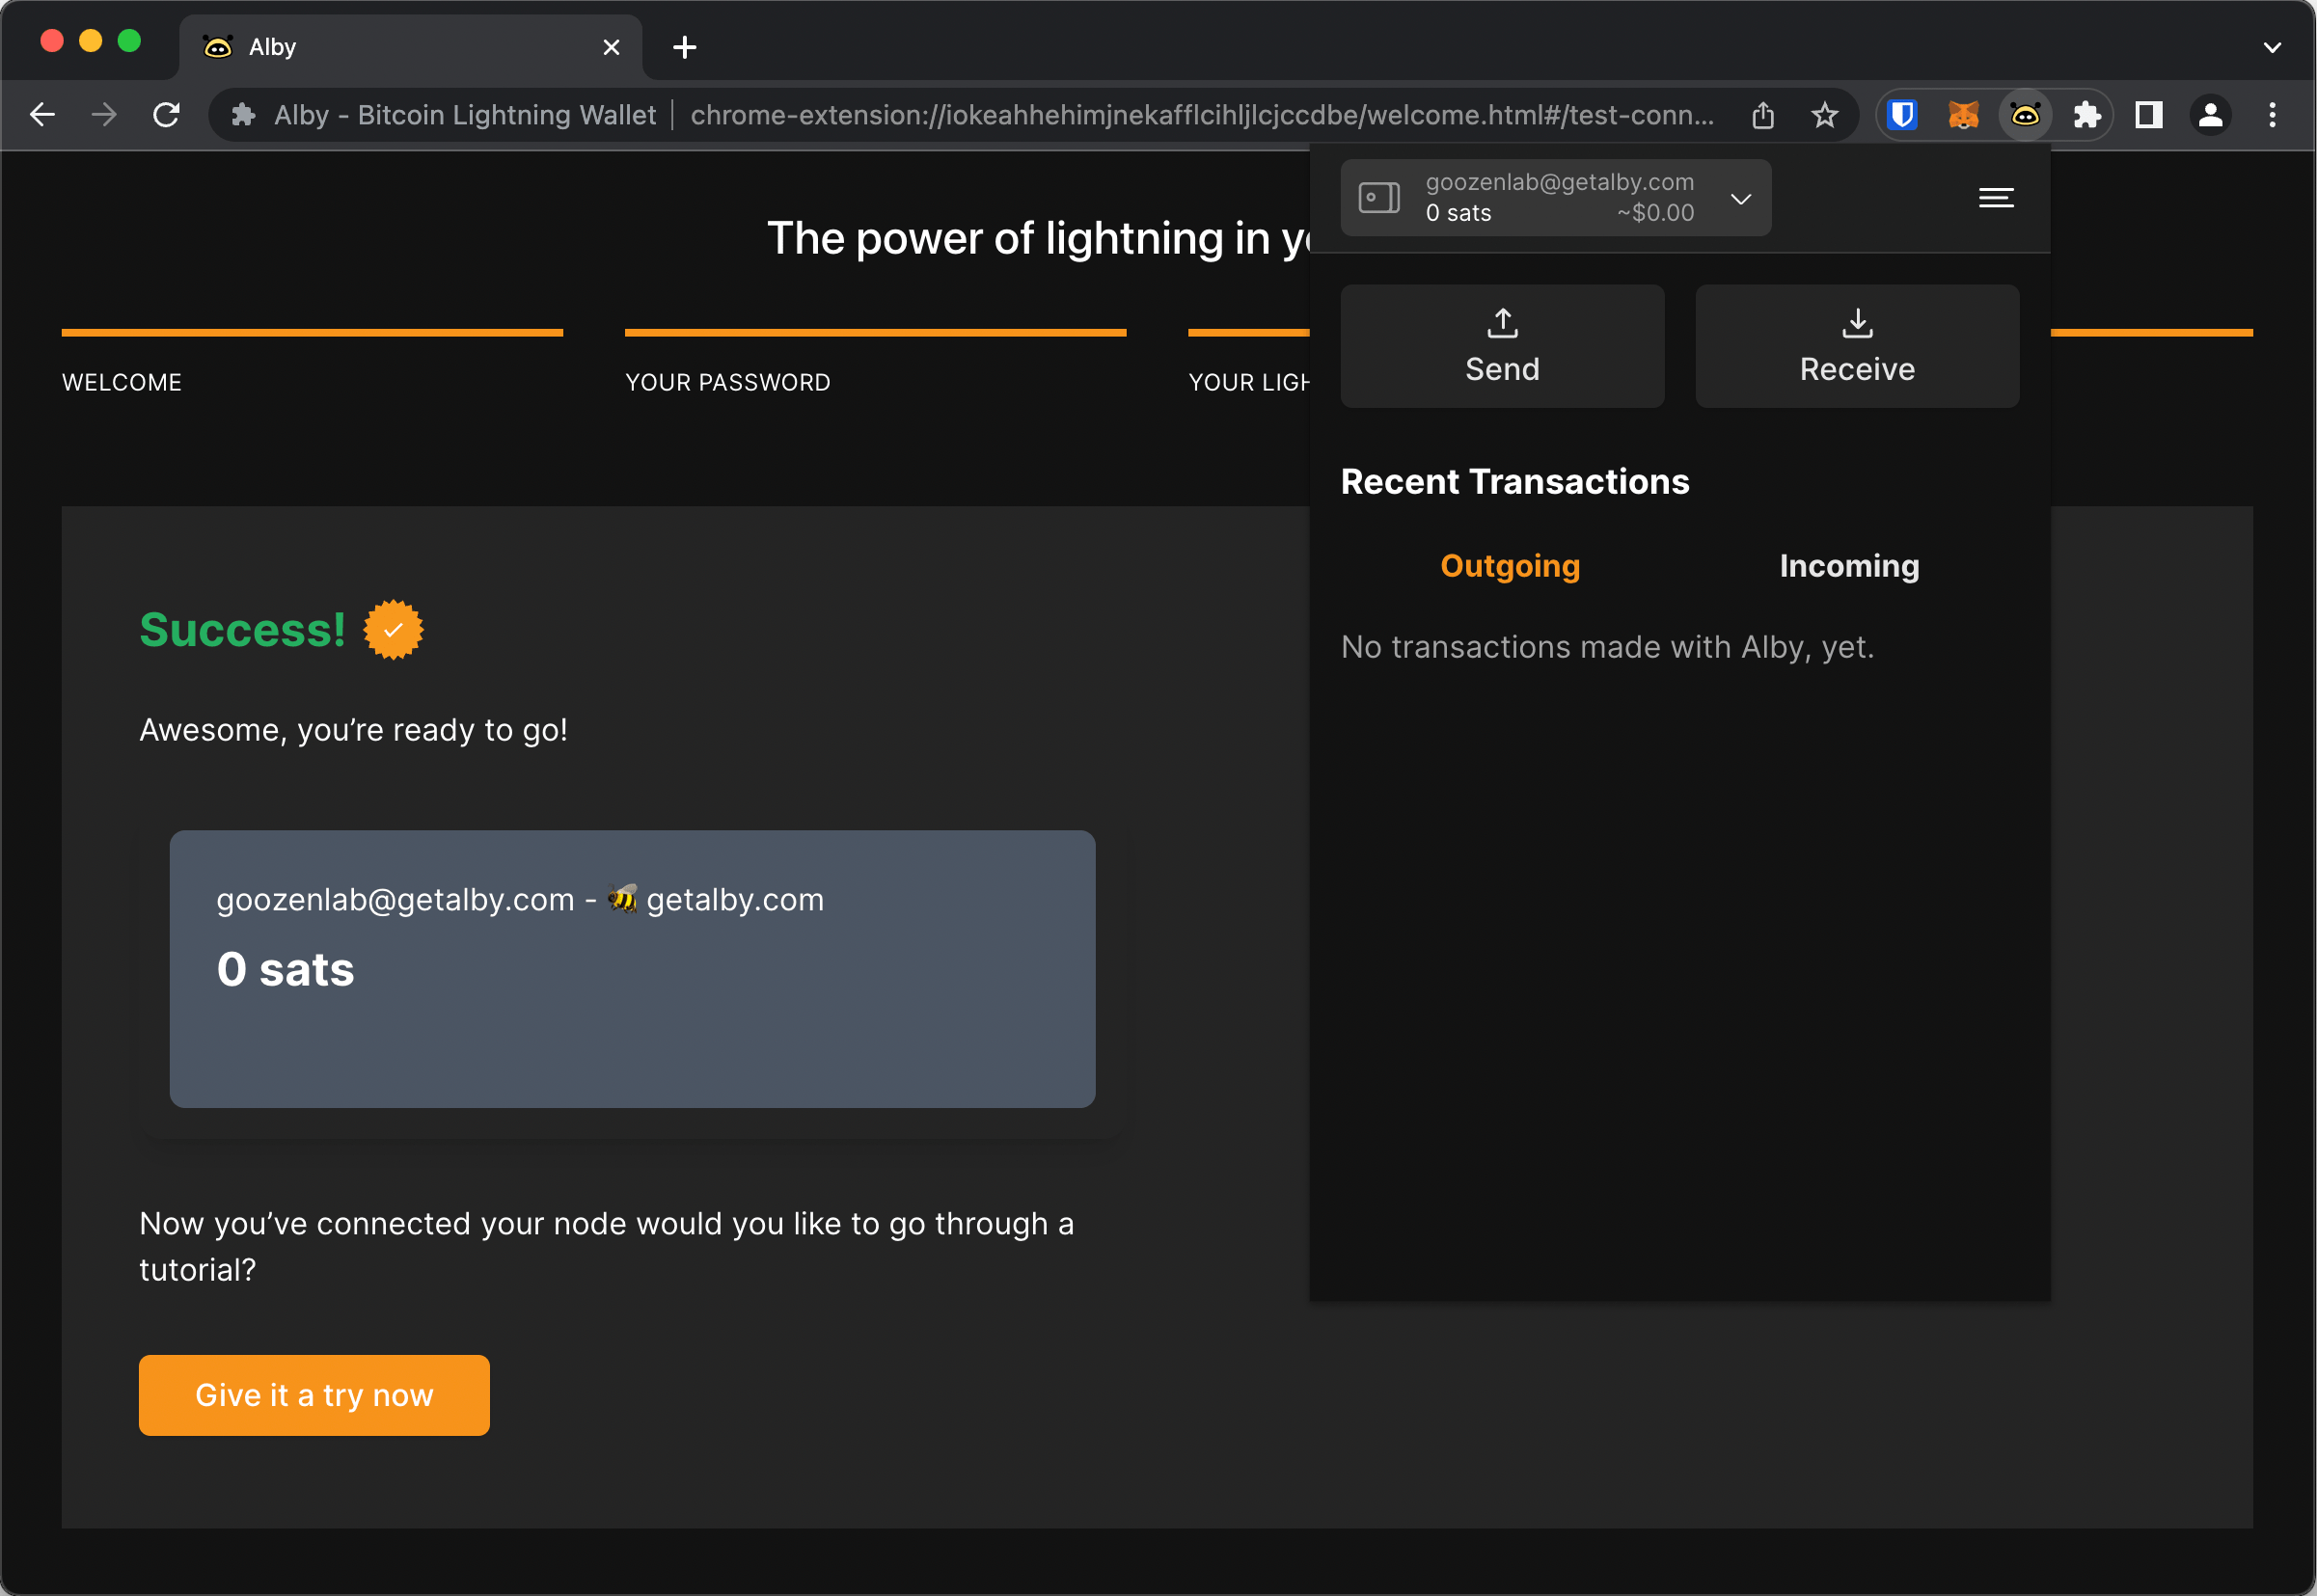 Alby
Alby - Bitcoin Lightning Wallet
chrome-extension://iokeahhehimjnekafflcihljlcjccdbe/welcome.html#/test-conn...
The power of lightning in
WELCOME
YOUR PASSWORD
YOUR
goozenlab@getalby.com
0 sats ~$0.00
Send
Receive
Recent Transactions
Outgoing
Incoming
No transactions made with Alby, yet.
Success!
Awesome, you’re ready to go!
goozenlab@getalby.com - 🐝 getalby.com
0 sats
Now you’ve connected your node would you like to go through a
tutorial?
Give it a try now